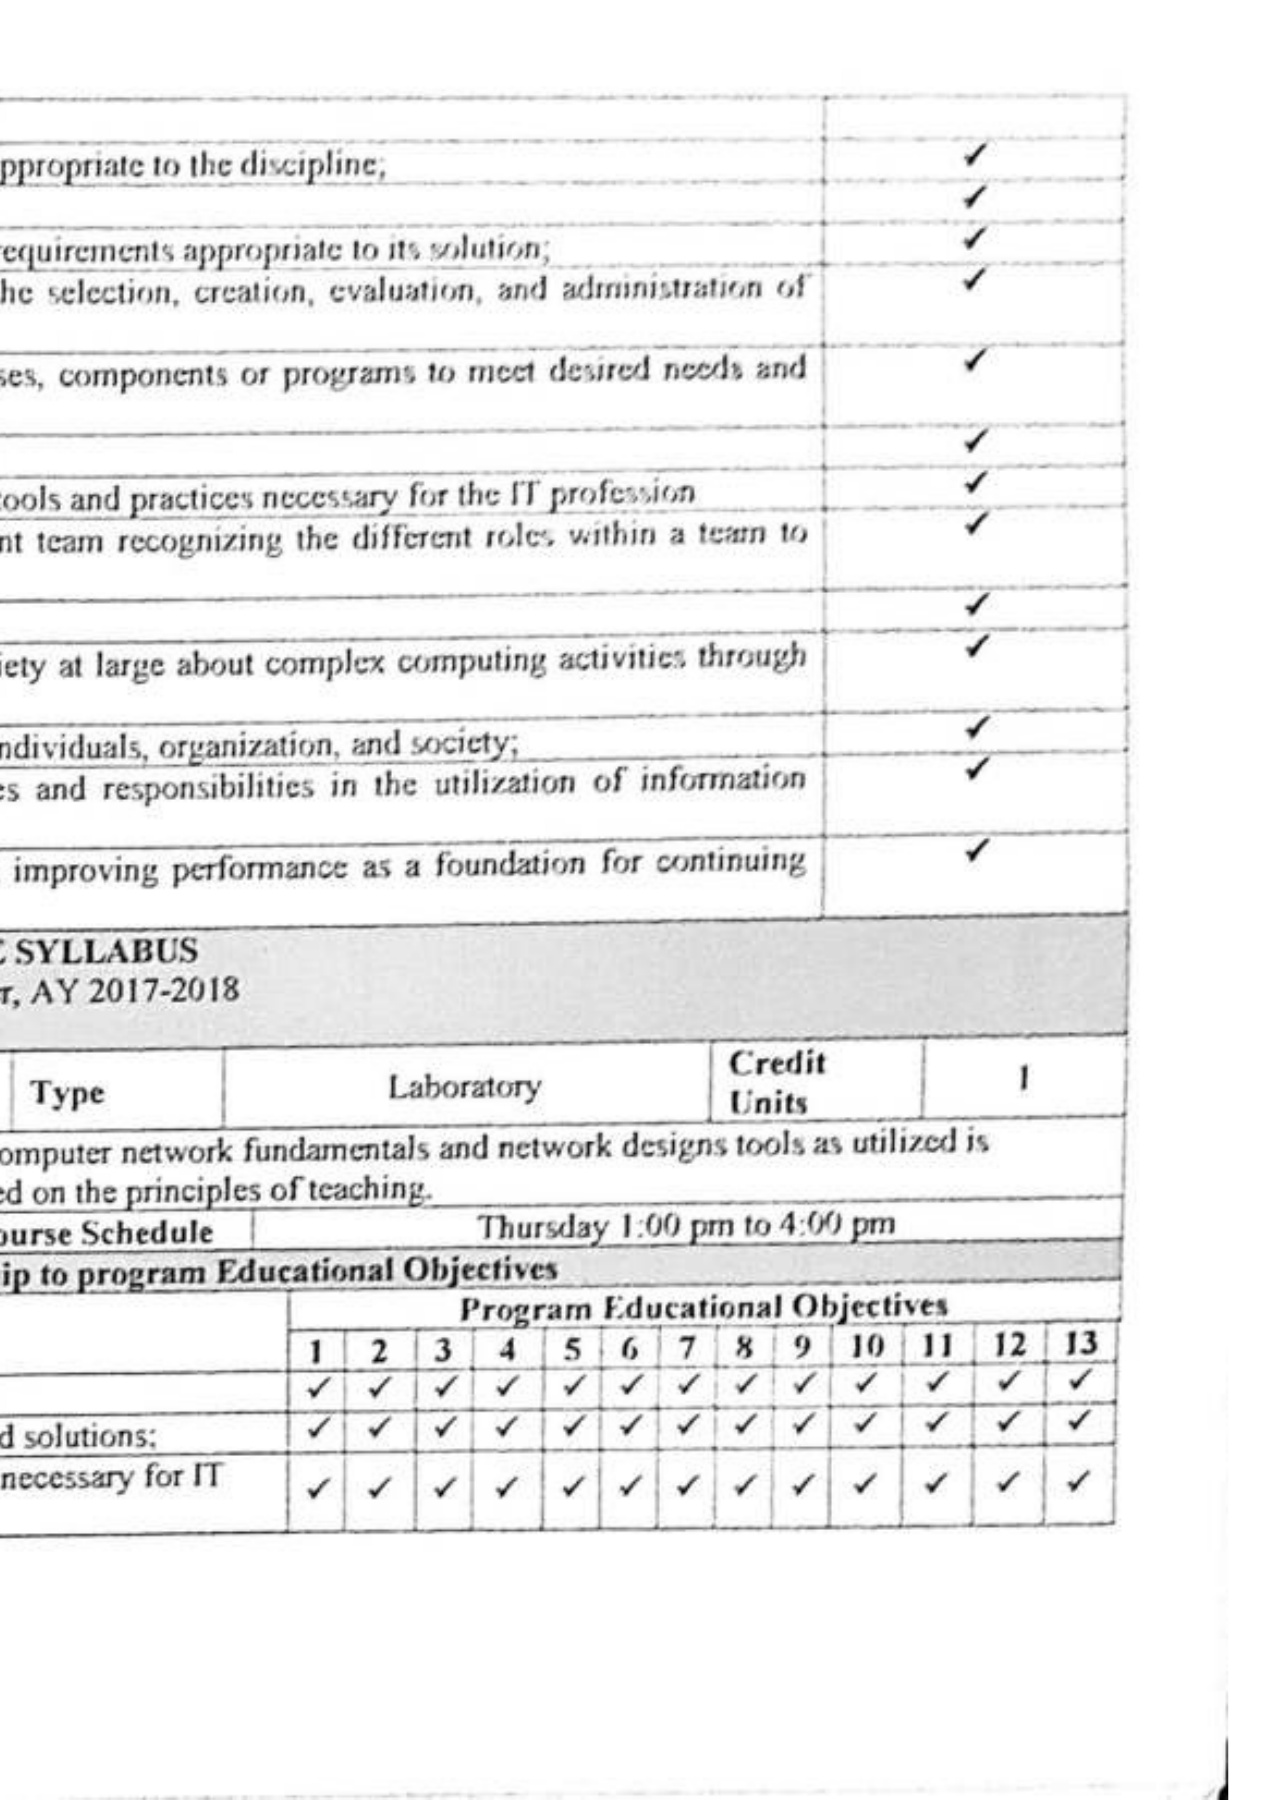 ppropriate to the discipline; ✓
✓
equirements appropriate to its solution; ✓
he selection, creation, evaluation, and administration of ✓
ses, components or programs to meet desired needs and ✓
✓
ools and practices necessary for the IT profession ✓
nt team recognizing the different roles within a team to ✓
✓
iety at large about complex computing activities through ✓
ndividuals, organization, and society; ✓
es and responsibilities in the utilization of information ✓
improving performance as a foundation for continuing ✓
E SYLLABUS
r, AY 2017-2018
Type Laboratory Credit Units 1
omputer network fundamentals and network designs tools as utilized is
ed on the principles of teaching.
ourse Schedule Thursday 1:00 pm to 4:00 pm
ip to program Educational Objectives
Program Educational Objectives
1 2 3 4 5 6 7 8 9 10 11 12 13
✓ ✓ ✓ ✓ ✓ ✓ ✓ ✓ ✓ ✓ ✓ ✓ ✓
d solutions; ✓ ✓ ✓ ✓ ✓ ✓ ✓ ✓ ✓ ✓ ✓ ✓ ✓
necessary for IT ✓ ✓ ✓ ✓ ✓ ✓ ✓ ✓ ✓ ✓ ✓ ✓ ✓